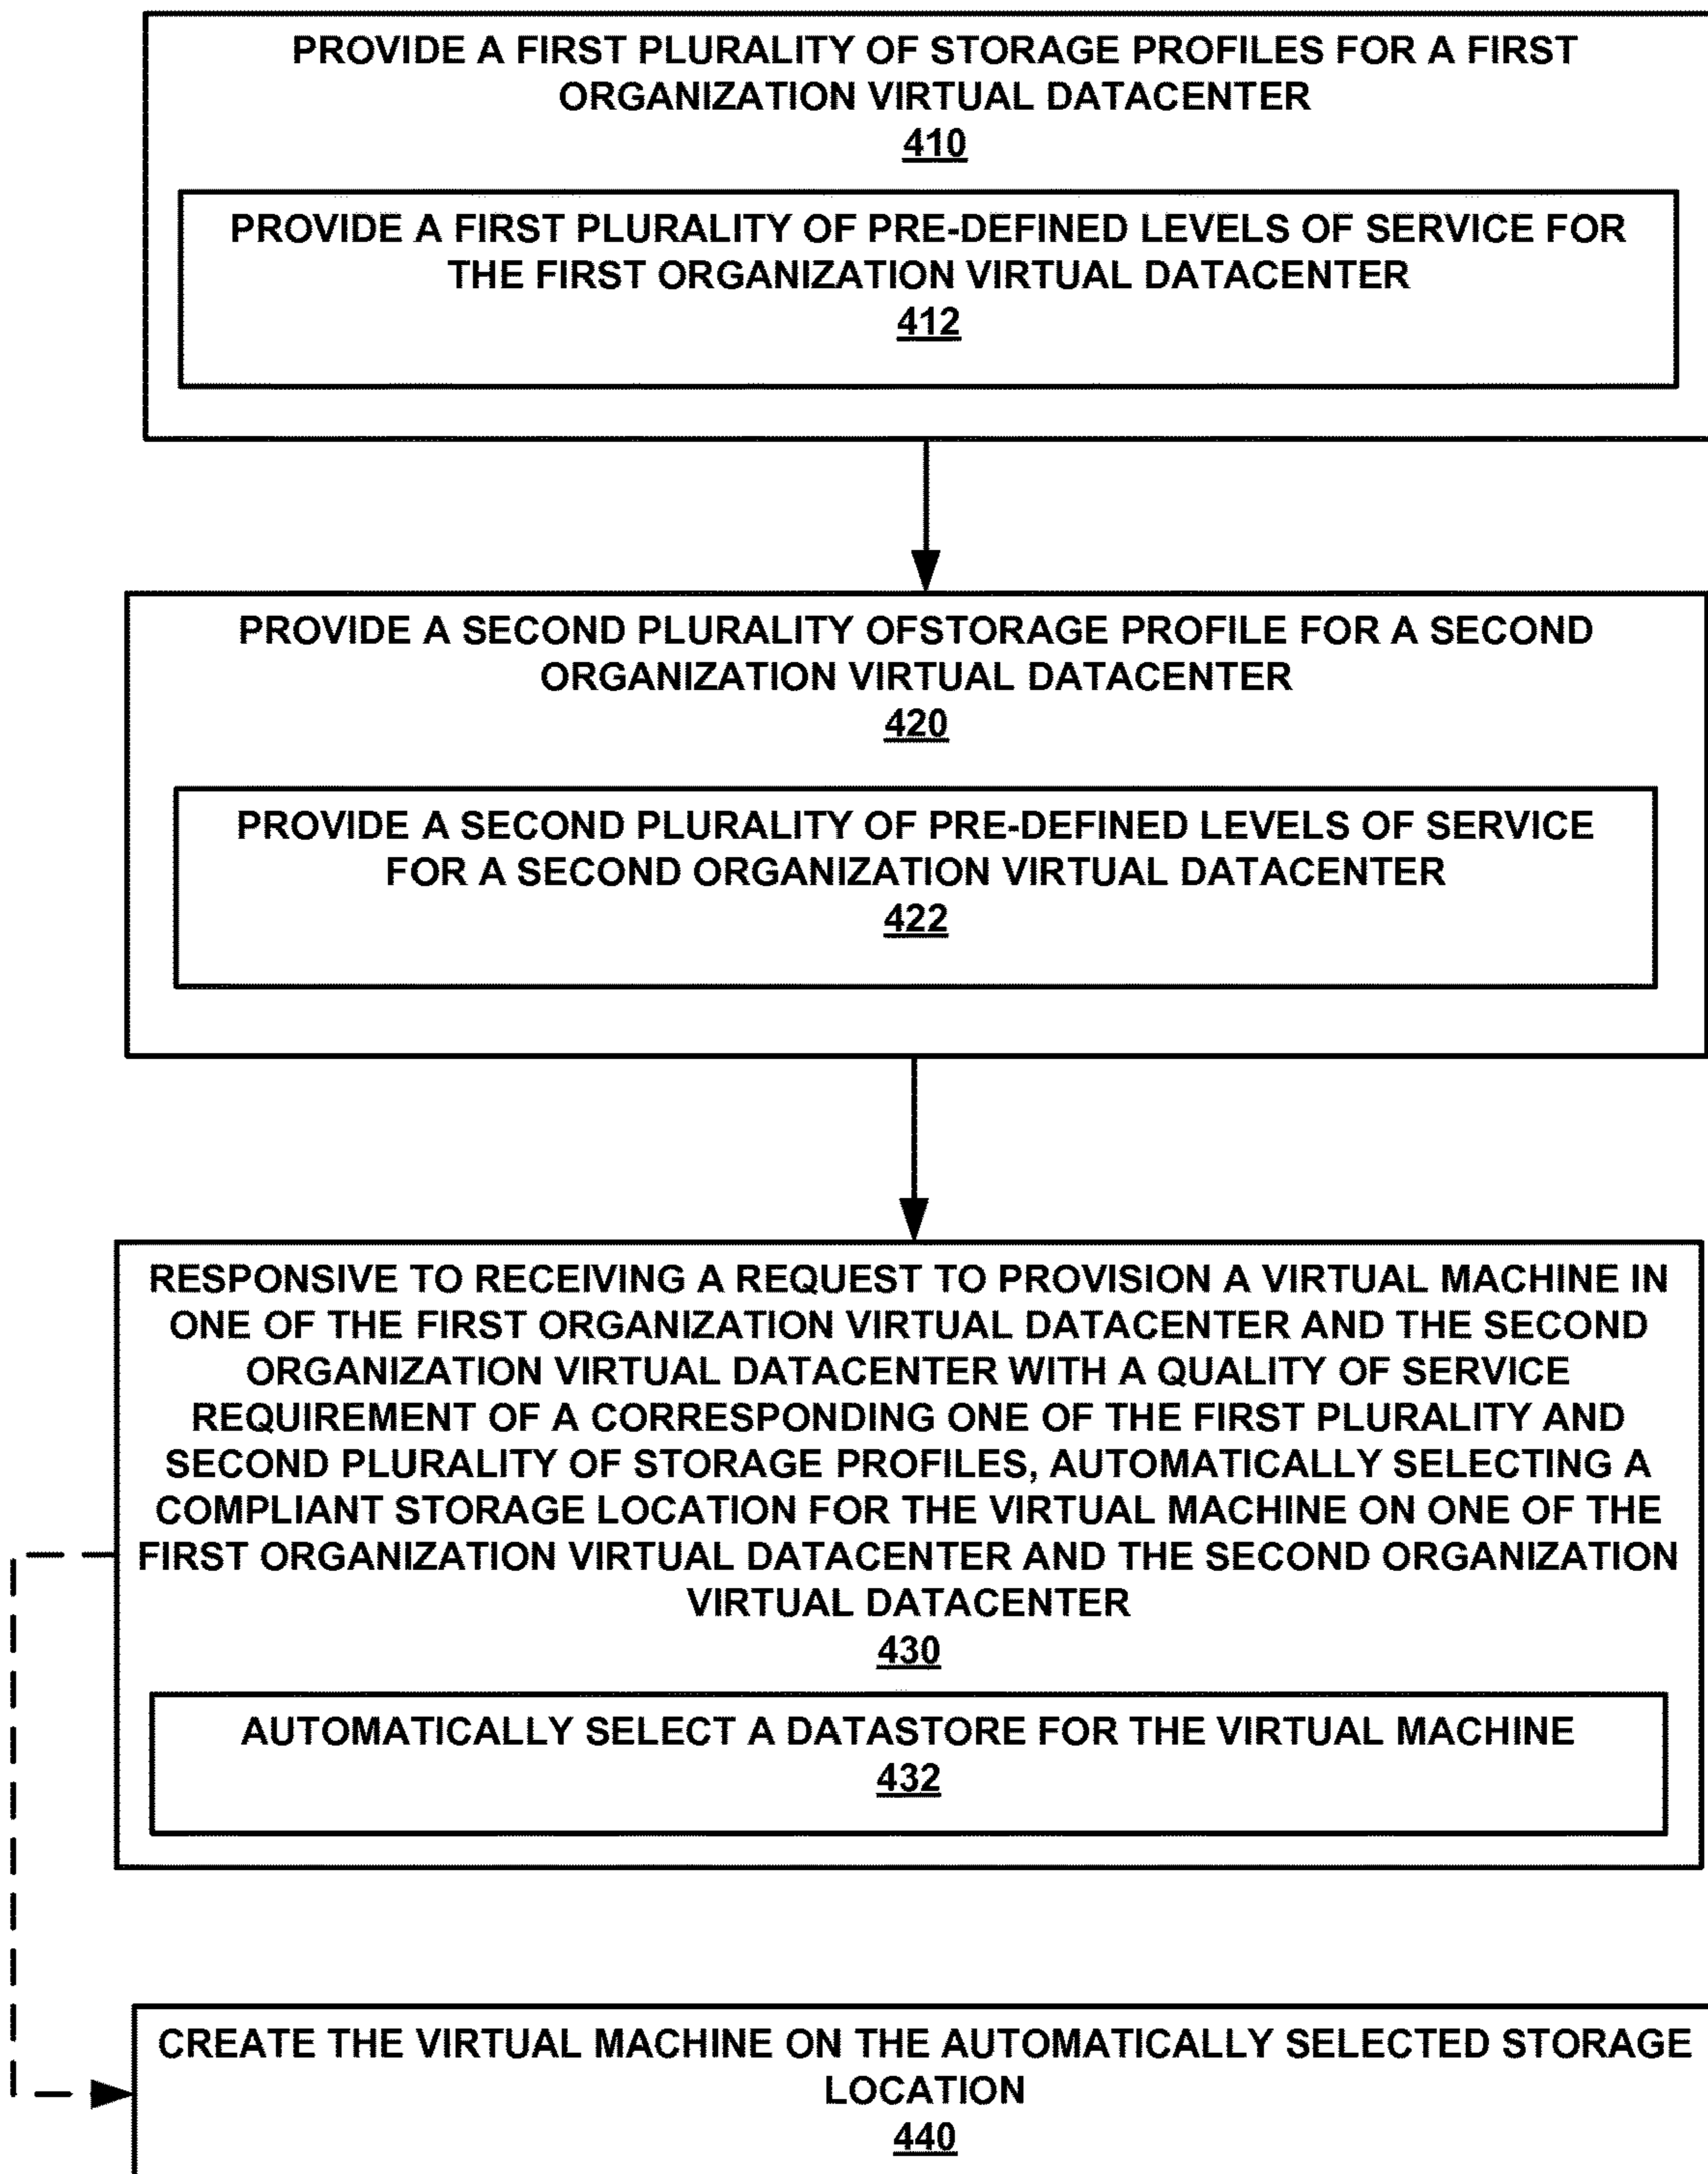 PROVIDE A FIRST PLURALITY OF STORAGE PROFILES FOR A FIRST
ORGANIZATION VIRTUAL DATACENTER
410
PROVIDE A FIRST PLURALITY OF PRE-DEFINED LEVELS OF SERVICE FOR
THE FIRST ORGANIZATION VIRTUAL DATACENTER
412
PROVIDE A SECOND PLURALITY OFSTORAGE PROFILE FOR A SECOND
ORGANIZATION VIRTUAL DATACENTER
420
PROVIDE A SECOND PLURALITY OF PRE-DEFINED LEVELS OF SERVICE
FOR A SECOND ORGANIZATION VIRTUAL DATACENTER
422
RESPONSIVE TO RECEIVING A REQUEST TO PROVISION A VIRTUAL MACHINE IN
ONE OF THE FIRST ORGANIZATION VIRTUAL DATACENTER AND THE SECOND
ORGANIZATION VIRTUAL DATACENTER WITH A QUALITY OF SERVICE
REQUIREMENT OF A CORRESPONDING ONE OF THE FIRST PLURALITY AND
SECOND PLURALITY OF STORAGE PROFILES, AUTOMATICALLY SELECTING A
COMPLIANT STORAGE LOCATION FOR THE VIRTUAL MACHINE ON ONE OF THE
FIRST ORGANIZATION VIRTUAL DATACENTER AND THE SECOND ORGANIZATION
VIRTUAL DATACENTER
430
AUTOMATICALLY SELECT A DATASTORE FOR THE VIRTUAL MACHINE
432
CREATE THE VIRTUAL MACHINE ON THE AUTOMATICALLY SELECTED STORAGE
LOCATION
440